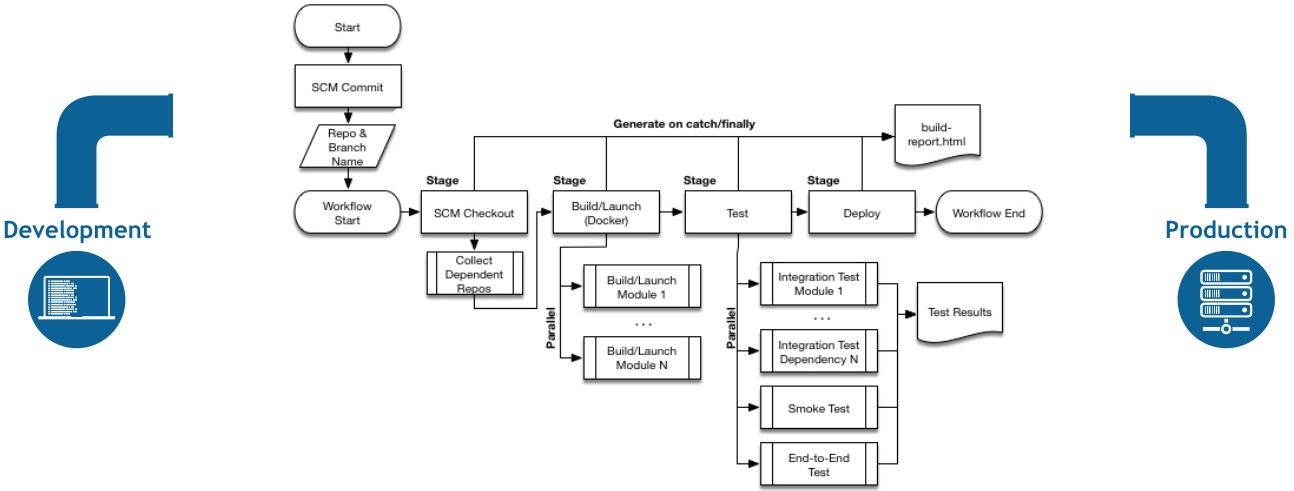 Start
SCM Commit
Repo &
Branch
Name
Generate on catch/finally
build-
report.html
Stage
Stage
Stage
Stage
Workflow
Start
SCM Checkout
Build/Launch
(Docker)
Test
Deploy
Workflow End
Development
Production
Collect
Dependent
Repos
Parallel
Build/Launch
Module 1
...
Build/Launch
Module N
Parallel
Integration Test
Module 1
...
Integration Test
Dependency N
Smoke Test
End-to-End
Test
Test Results